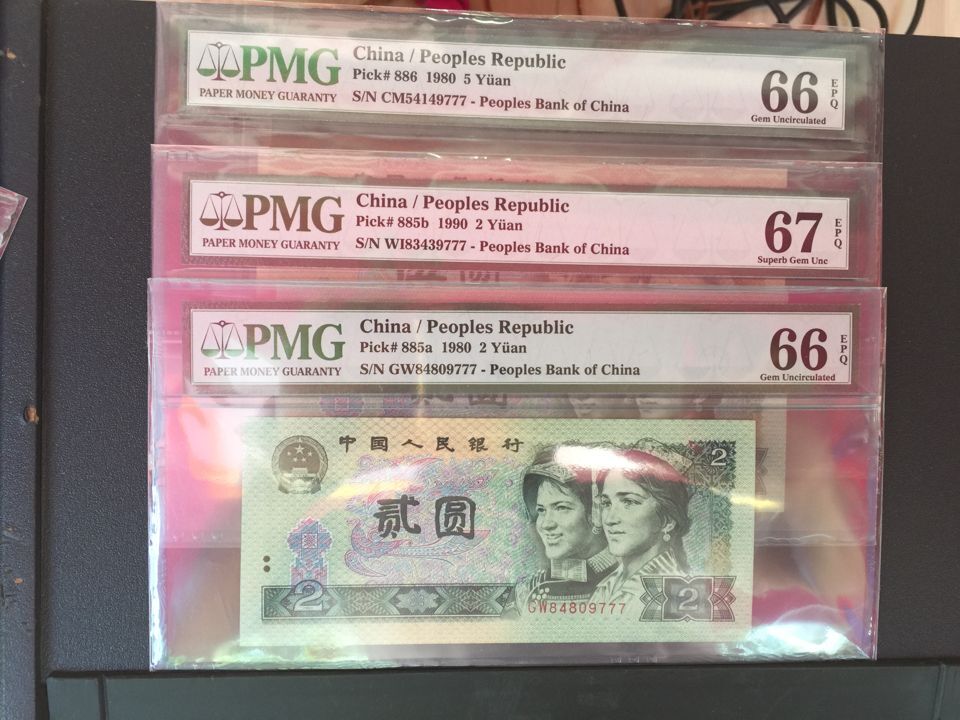 PMG
PAPER MONEY GUARANTY
China / Peoples Republic
Pick# 886 1980 5 Yüan
S/N CM54149777 - Peoples Bank of China
66
EPQ
Gem Uncirculated
PMG
PAPER MONEY GUARANTY
China / Peoples Republic
Pick# 885b 1990 2 Yüan
S/N WI83439777 - Peoples Bank of China
67
EPQ
Superb Gem Unc
PMG
PAPER MONEY GUARANTY
China / Peoples Republic
Pick# 885a 1980 2 Yüan
S/N GW84809777 - Peoples Bank of China
66
EPQ
Gem Uncirculated
中国人民银行
2
贰圆
2
GW84809777
2